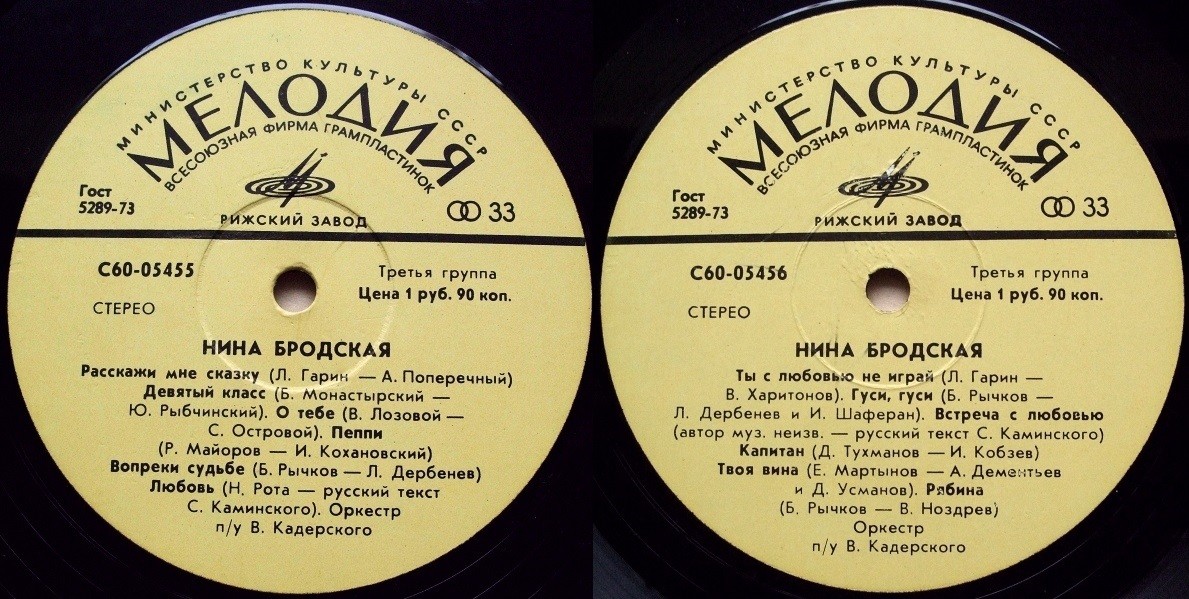 МИНИСТЕРСТВО КУЛЬТУРЫ СССР
МЕЛОДИЯ
ВСЕСОЮЗНАЯ ФИРМА ГРАМПЛАСТИНОК
Гост
5289-73
РИЖСКИЙ ЗАВОД
33
С60-05455
Третья группа
Цена 1 руб. 90 коп.
СТЕРЕО
НИНА БРОДСКАЯ
Расскажи мне сказку (Л. Гарин — А. Поперечный)
Девятый класс (Б. Монастырский —
Ю. Рыбчинский). О тебе (В. Лозовой —
С. Островой). Пеппи
(Р. Майоров — И. Кохановский)
Вопреки судьбе (Б. Рычков — Л. Дербенев)
Любовь (Н. Рота — русский текст
С. Каминского). Оркестр
п/у В. Кадерского
МИНИСТЕРСТВО КУЛЬТУРЫ СССР
МЕЛОДИЯ
ВСЕСОЮЗНАЯ ФИРМА ГРАМПЛАСТИНОК
Гост
5289-73
РИЖСКИЙ ЗАВОД
33
С60-05456
Третья группа
Цена 1 руб. 90 коп.
СТЕРЕО
НИНА БРОДСКАЯ
Ты с любовью не играй (Л. Гарин —
В. Харитонов). Гуси, гуси (Б. Рычков —
Л. Дербенев и И. Шаферан). Встреча с любовью
(автор муз. неизв. — русский текст С. Каминского)
Капитан (Д. Тухманов — И. Кобзев)
Твоя вина (Е. Мартынов — А. Дементьев
и Д. Усманов). Рябина
(Б. Рычков — В. Ноздрев)
Оркестр
п/у В. Кадерского